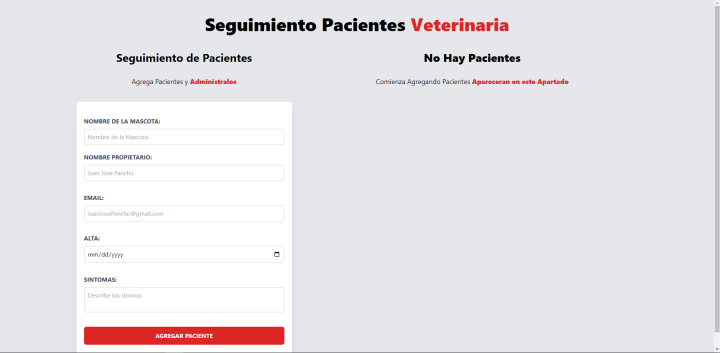 Seguimiento Pacientes Veterinaria
Seguimiento de Pacientes
Agrega Pacientes y Administralos
NOMBRE DE LA MASCOTA:
Nombre de la Mascota
NOMBRE PROPIETARIO:
Juan Jose Pancho
EMAIL:
JuanJosePancho@gmail.com
ALTA:
mm/dd/yyyy
SINTOMAS:
Describe los sitomas
AGREGAR PACIENTE
No Hay Pacientes
Comienza Agregando Pacientes Apareceran en este Apartado